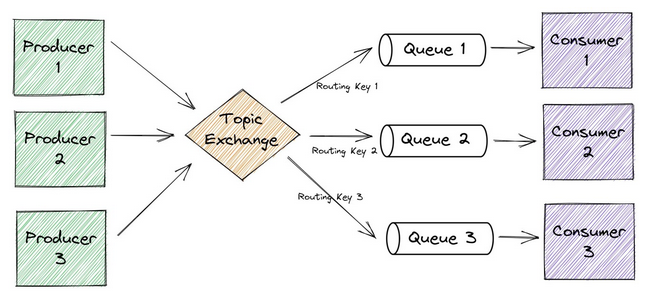 Producer
1
Producer
2
Producer
3
Topic
Exchange
Routing Key 1
Routing Key 2
Routing Key 3
Queue 1
Queue 2
Queue 3
Consumer
1
Consumer
2
Consumer
3